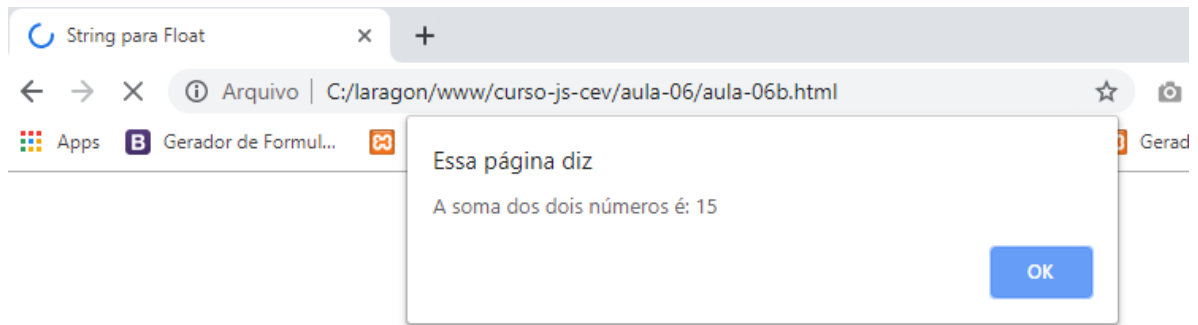 String para Float
Arquivo | C:/laragon/www/curso-js-cev/aula-06/aula-06b.html
Apps B Gerador de Formul... Gerad
Essa página diz
A soma dos dois números é: 15
OK